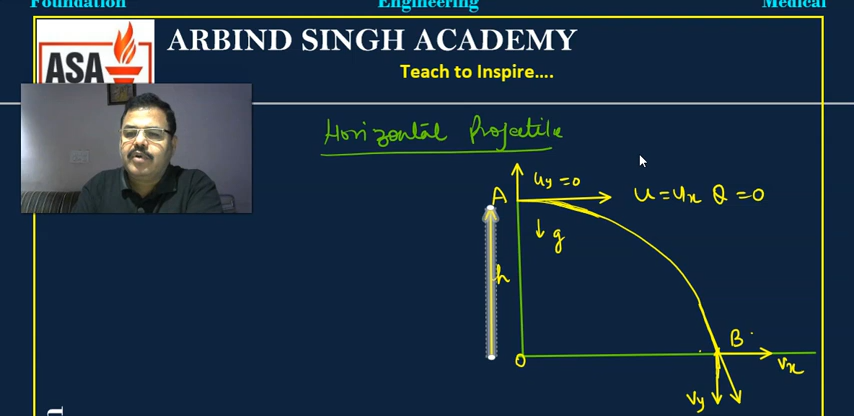 Foundation Engineering Medical
ARBIND SINGH ACADEMY
ASA
Teach to Inspire....
Horizontal Projectile
uy = 0
A
u = ux θ = 0
↓ g
h
B
O
vx
vy